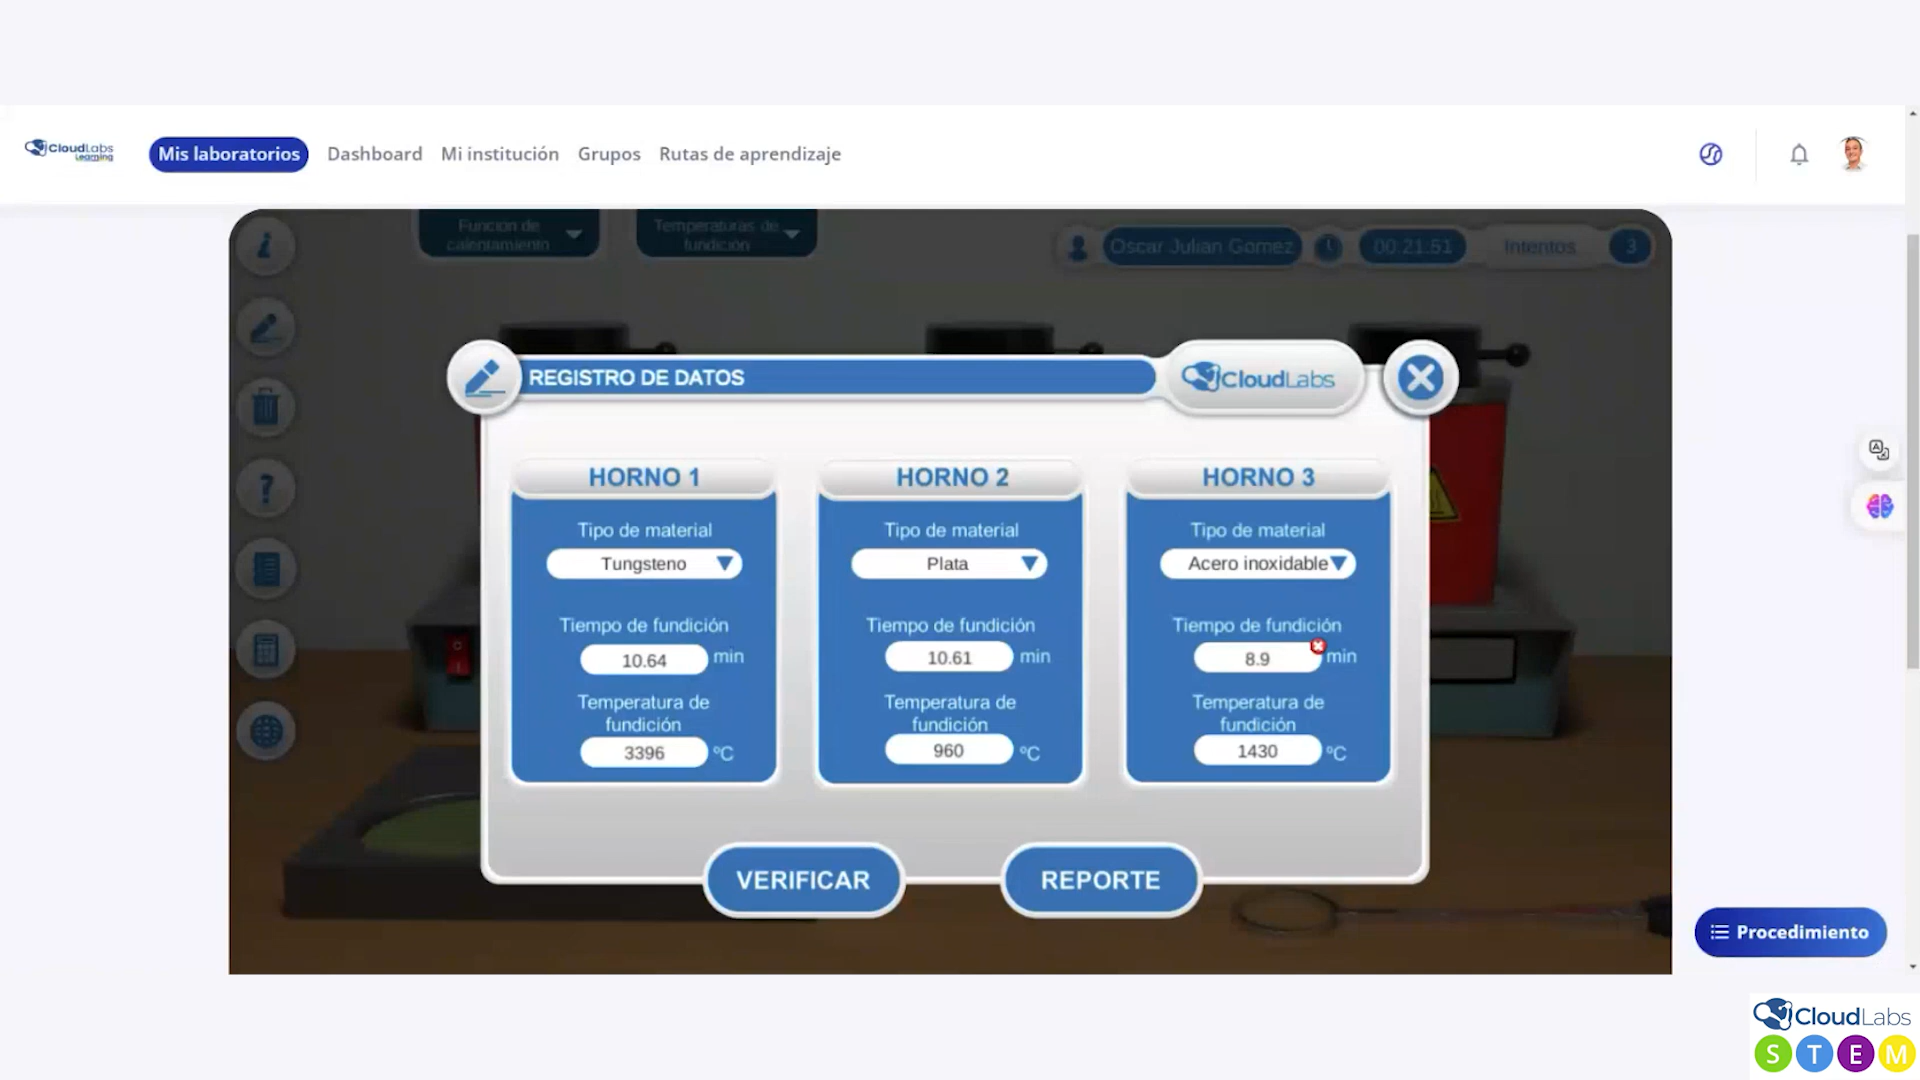 CloudLabs
Learning
Mis laboratorios
Dashboard
Mi institución
Grupos
Rutas de aprendizaje
Función de
calentamiento
Temperaturas de
fundición
Oscar Julian Gomez
00:21:51
Intentos
3
REGISTRO DE DATOS
CloudLabs
HORNO 1
Tipo de material
Tungsteno
Tiempo de fundición
10.64 min
Temperatura de
fundición
3396 ºC
HORNO 2
Tipo de material
Plata
Tiempo de fundición
10.61 min
Temperatura de
fundición
960 ºC
HORNO 3
Tipo de material
Acero inoxidable
Tiempo de fundición
8.9 min
Temperatura de
fundición
1430 ºC
VERIFICAR
REPORTE
Procedimiento
CloudLabs
S T E M